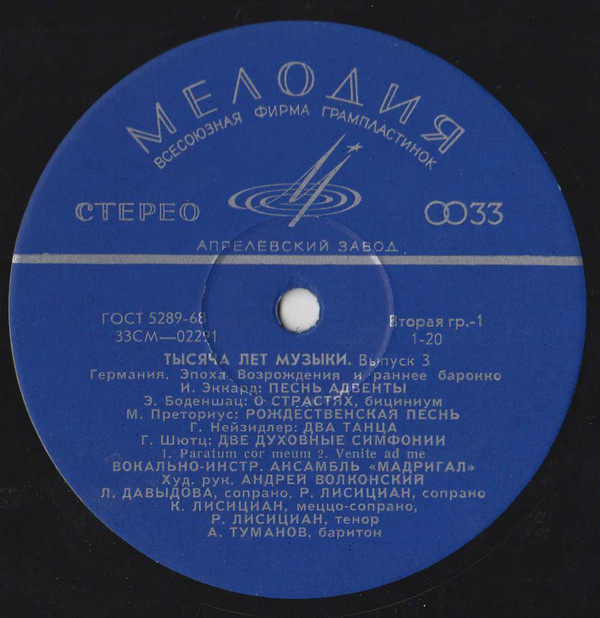 МЕЛОДИЯ
ВСЕСОЮЗНАЯ ФИРМА ГРАМПЛАСТИНОК
СТЕРЕО
33
АПРЕЛЕВСКИЙ ЗАВОД
ГОСТ 5289-68
Вторая гр.-1
33СМ—02291
1-20
ТЫСЯЧА ЛЕТ МУЗЫКИ. Выпуск 3
Германия. Эпоха Возрождения и раннее барокко
И. Эккард: ПЕСНЬ АДВЕНТЫ
Э. Боденшац: О СТРАСТЯХ, бициниум
М. Преториус: РОЖДЕСТВЕНСКАЯ ПЕСНЬ
Г. Нейзидлер: ДВА ТАНЦА
Г. Шютц: ДВЕ ДУХОВНЫЕ СИМФОНИИ
1. Paratum cor meum 2. Venite ad me
ВОКАЛЬНО-ИНСТР. АНСАМБЛЬ «МАДРИГАЛ»
Худ. рук. АНДРЕЙ ВОЛКОНСКИЙ
Л. ДАВЫДОВА, сопрано, Р. ЛИСИЦИАН, сопрано
К. ЛИСИЦИАН, меццо-сопрано,
Р. ЛИСИЦИАН, тенор
А. ТУМАНОВ, баритон